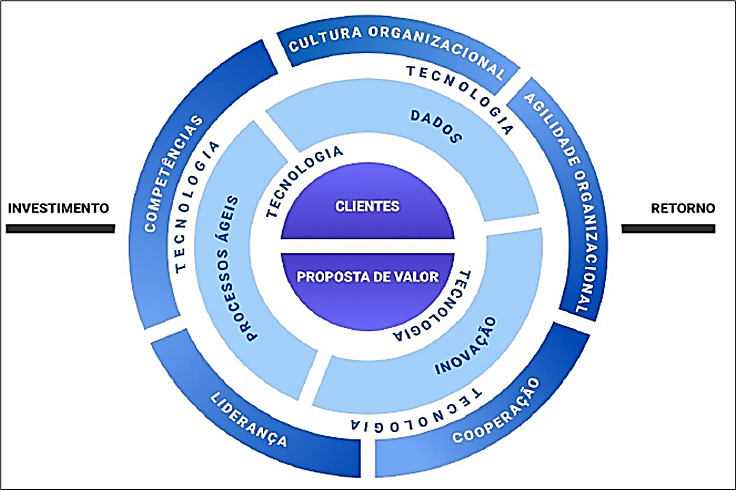 CULTURA ORGANIZACIONAL
AGILIDADE ORGANIZACIONAL
COOPERAÇÃO
LIDERANÇA
COMPETÊNCIAS
TECNOLOGIA
TECNOLOGIA
TECNOLOGIA
DADOS
INOVAÇÃO
PROCESSOS ÁGEIS
TECNOLOGIA
TECNOLOGIA
CLIENTES
PROPOSTA DE VALOR
INVESTIMENTO
RETORNO